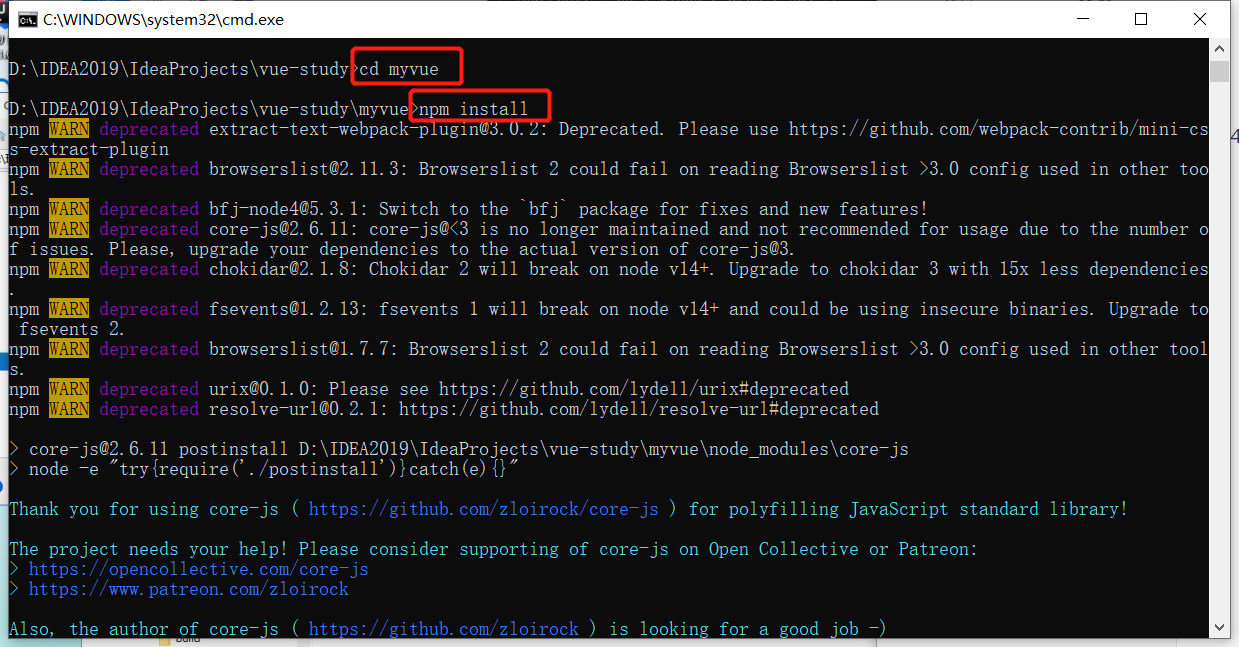 C:\WINDOWS\system32\cmd.exe
D:\IDEA2019\IdeaProjects\vue-study>cd myvue
D:\IDEA2019\IdeaProjects\vue-study\myvue>npm install
npm WARN deprecated extract-text-webpack-plugin@3.0.2: Deprecated. Please use https://github.com/webpack-contrib/mini-cs
s-extract-plugin
npm WARN deprecated browserslist@2.11.3: Browserslist 2 could fail on reading Browserslist >3.0 config used in other too
ls.
npm WARN deprecated bfj-node4@5.3.1: Switch to the `bfj` package for fixes and new features!
npm WARN deprecated core-js@2.6.11: core-js@<3 is no longer maintained and not recommended for usage due to the number o
f issues. Please, upgrade your dependencies to the actual version of core-js@3.
npm WARN deprecated chokidar@2.1.8: Chokidar 2 will break on node v14+. Upgrade to chokidar 3 with 15x less dependencies
.
npm WARN deprecated fsevents@1.2.13: fsevents 1 will break on node v14+ and could be using insecure binaries. Upgrade to
 fsevents 2.
npm WARN deprecated browserslist@1.7.7: Browserslist 2 could fail on reading Browserslist >3.0 config used in other tool
s.
npm WARN deprecated urix@0.1.0: Please see https://github.com/lydell/urix#deprecated
npm WARN deprecated resolve-url@0.2.1: https://github.com/lydell/resolve-url#deprecated
> core-js@2.6.11 postinstall D:\IDEA2019\IdeaProjects\vue-study\myvue\node_modules\core-js
> node -e "try{require('./postinstall')}catch(e){}"
Thank you for using core-js ( https://github.com/zloirock/core-js ) for polyfilling JavaScript standard library!
The project needs your help! Please consider supporting of core-js on Open Collective or Patreon:
> https://opencollective.com/core-js
> https://www.patreon.com/zloirock
Also, the author of core-js ( https://github.com/zloirock ) is looking for a good job -)